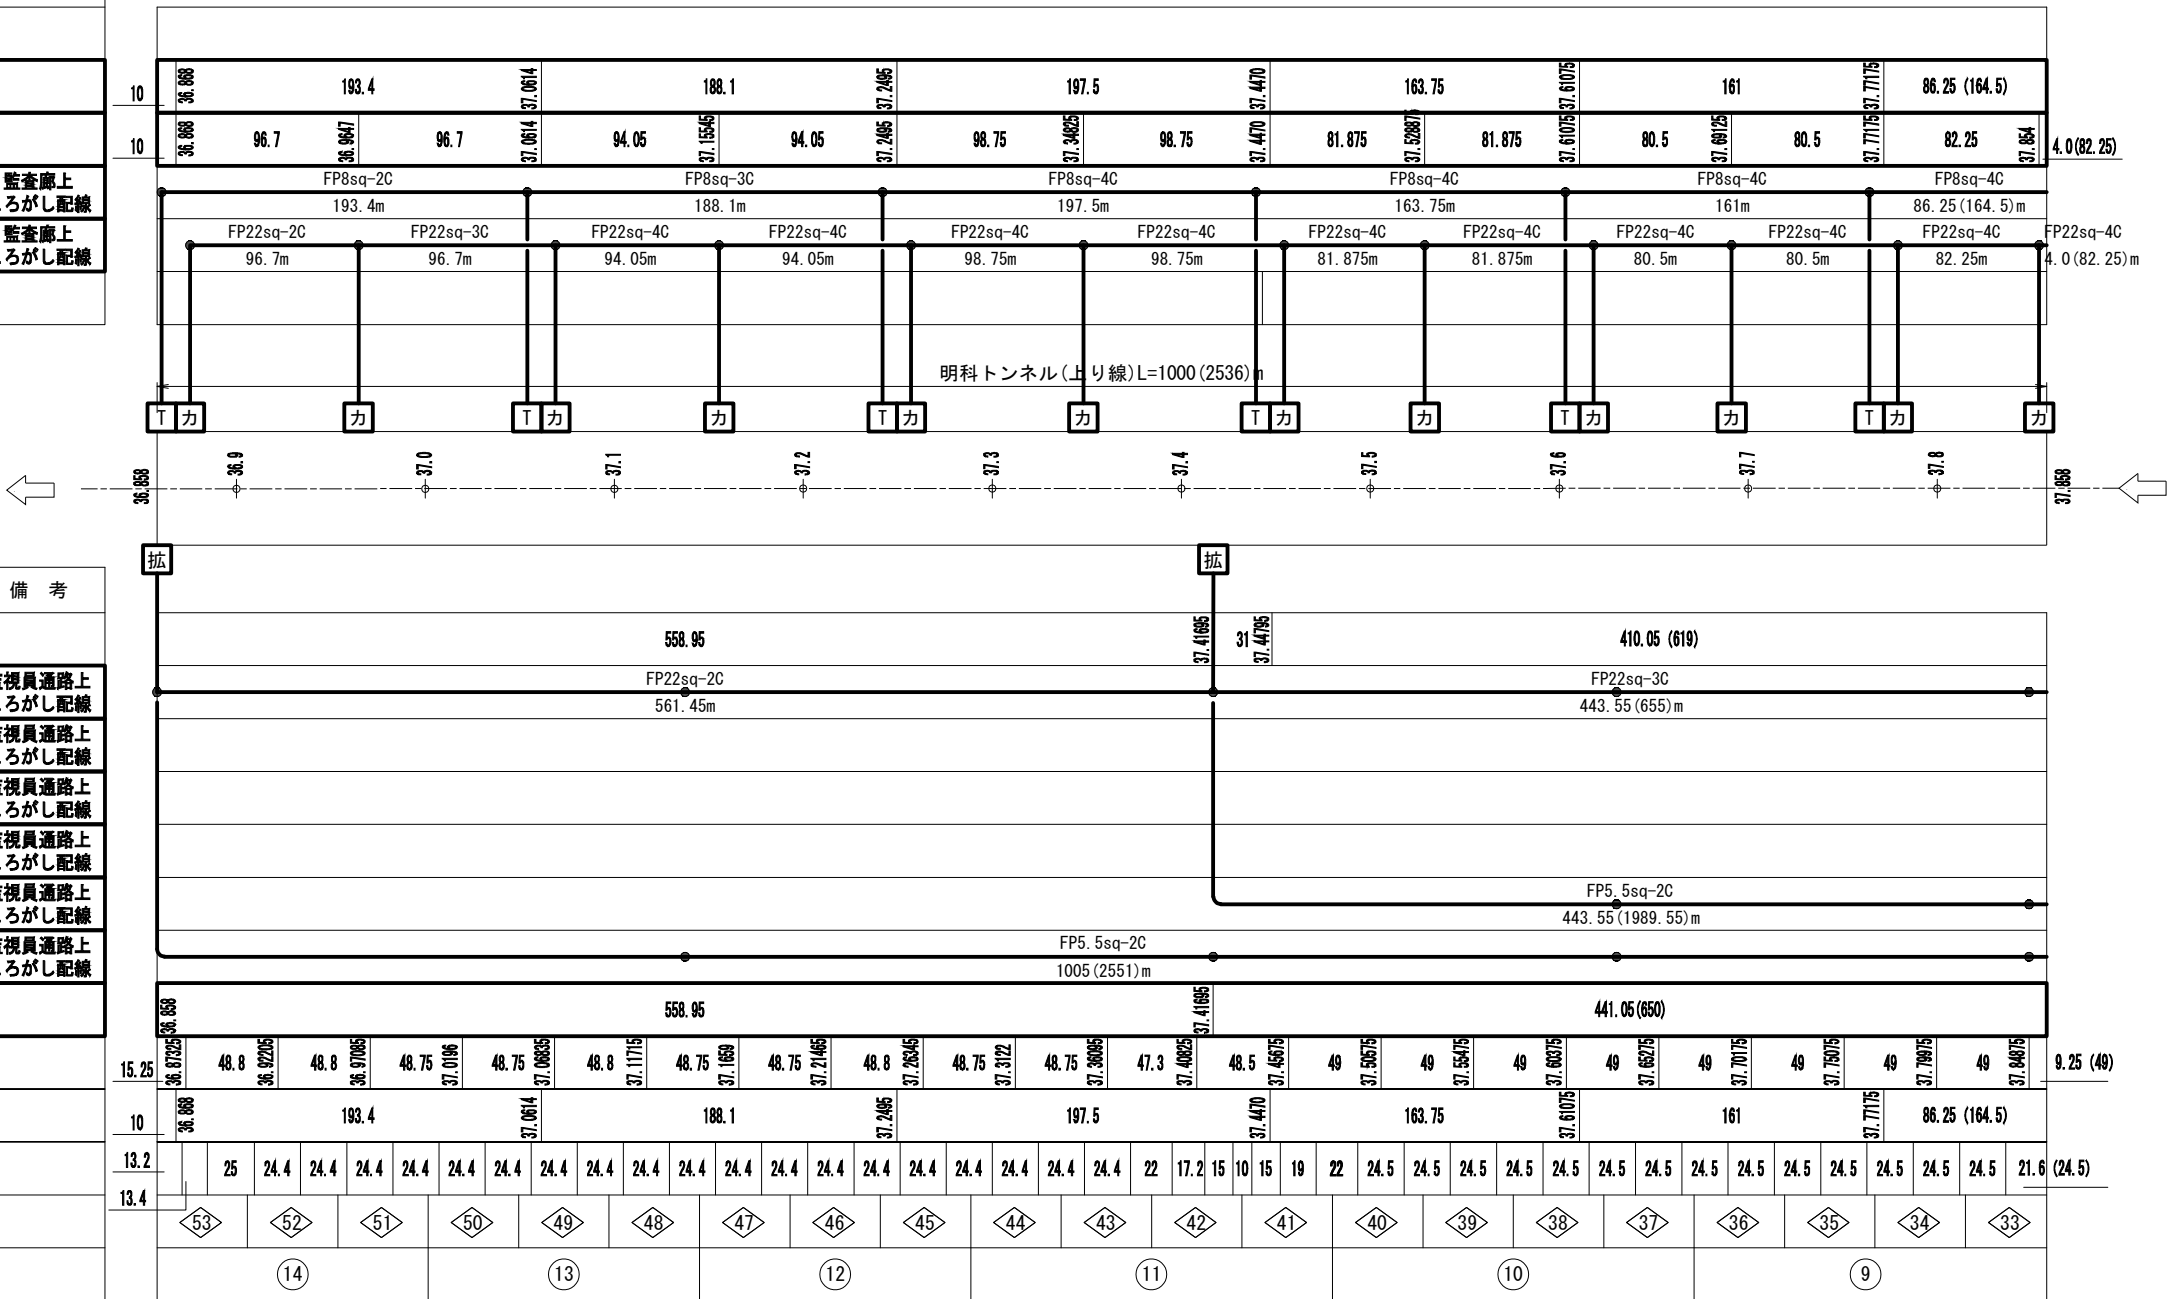 10 36.868 193.4 37.0614 188.1 37.2495 197.5 37.4470 163.75 37.61075 161 37.77175 86.25 (164.5)
10 36.868 96.7 36.9647 96.7 37.0614 94.05 37.15545 94.05 37.2495 98.75 37.34825 98.75 37.4470 81.875 81.875 37.61075 80.5 37.69125 80.5 37.77175 82.25 37.854 4.0(82.25)
監査廊上 FP8sq-2C FP8sq-3C FP8sq-4C FP8sq-4C FP8sq-4C FP8sq-4C
ろがし配線 193.4m 188.1m 197.5m 163.75m 161m 86.25(164.5)m
監査廊上 FP22sq-2C FP22sq-3C FP22sq-4C FP22sq-4C FP22sq-4C FP22sq-4C FP22sq-4C FP22sq-4C FP22sq-4C FP22sq-4C FP22sq-4C FP22sq-4C
ろがし配線 96.7m 96.7m 94.05m 94.05m 98.75m 98.75m 81.875m 81.875m 80.5m 80.5m 82.25m 4.0(82.25)m
明科トンネル(上り線)L=1000(2536)m
T カ カ T カ カ T カ カ T カ カ T カ カ T カ カ
36.858 36.9 37.0 37.1 37.2 37.3 37.4 37.5 37.6 37.7 37.8 37.858
拡 拡
備 考
558.95 37.41695 31 37.44795 410.05 (619)
視員通路上 FP22sq-2C FP22sq-3C
ろがし配線 561.45m 443.55(655)m
視員通路上
ろがし配線
視員通路上
ろがし配線
視員通路上
ろがし配線
視員通路上 FP5.5sq-2C
ろがし配線 443.55(1989.55)m
視員通路上 FP5.5sq-2C
ろがし配線 1005(2551)m
36.858 558.95 37.41695 441.05(650)
15.25 36.87325 48.8 36.92205 48.8 36.97085 48.75 37.0196 48.75 37.06835 48.8 37.11715 48.75 37.1659 48.75 37.21465 48.8 37.26345 48.75 37.3122 48.75 37.36095 47.3 37.40825 48.5 37.45675 49 37.50575 49 37.55475 49 37.60375 49 37.65275 49 37.70175 49 37.75075 49 37.79975 49 37.84875 9.25 (49)
10 36.868 193.4 37.0614 188.1 37.2495 197.5 37.4470 163.75 37.61075 161 37.77175 86.25 (164.5)
13.2 25 24.4 24.4 24.4 24.4 24.4 24.4 24.4 24.4 24.4 24.4 24.4 24.4 24.4 24.4 24.4 24.4 24.4 24.4 24.4 22 17.2 15 10 15 19 22 24.5 24.5 24.5 24.5 24.5 24.5 24.5 24.5 24.5 24.5 24.5 24.5 24.5 24.5 21.6 (24.5)
13.4
53 52 51 50 49 48 47 46 45 44 43 42 41 40 39 38 37 36 35 34 33
14 13 12 11 10 9